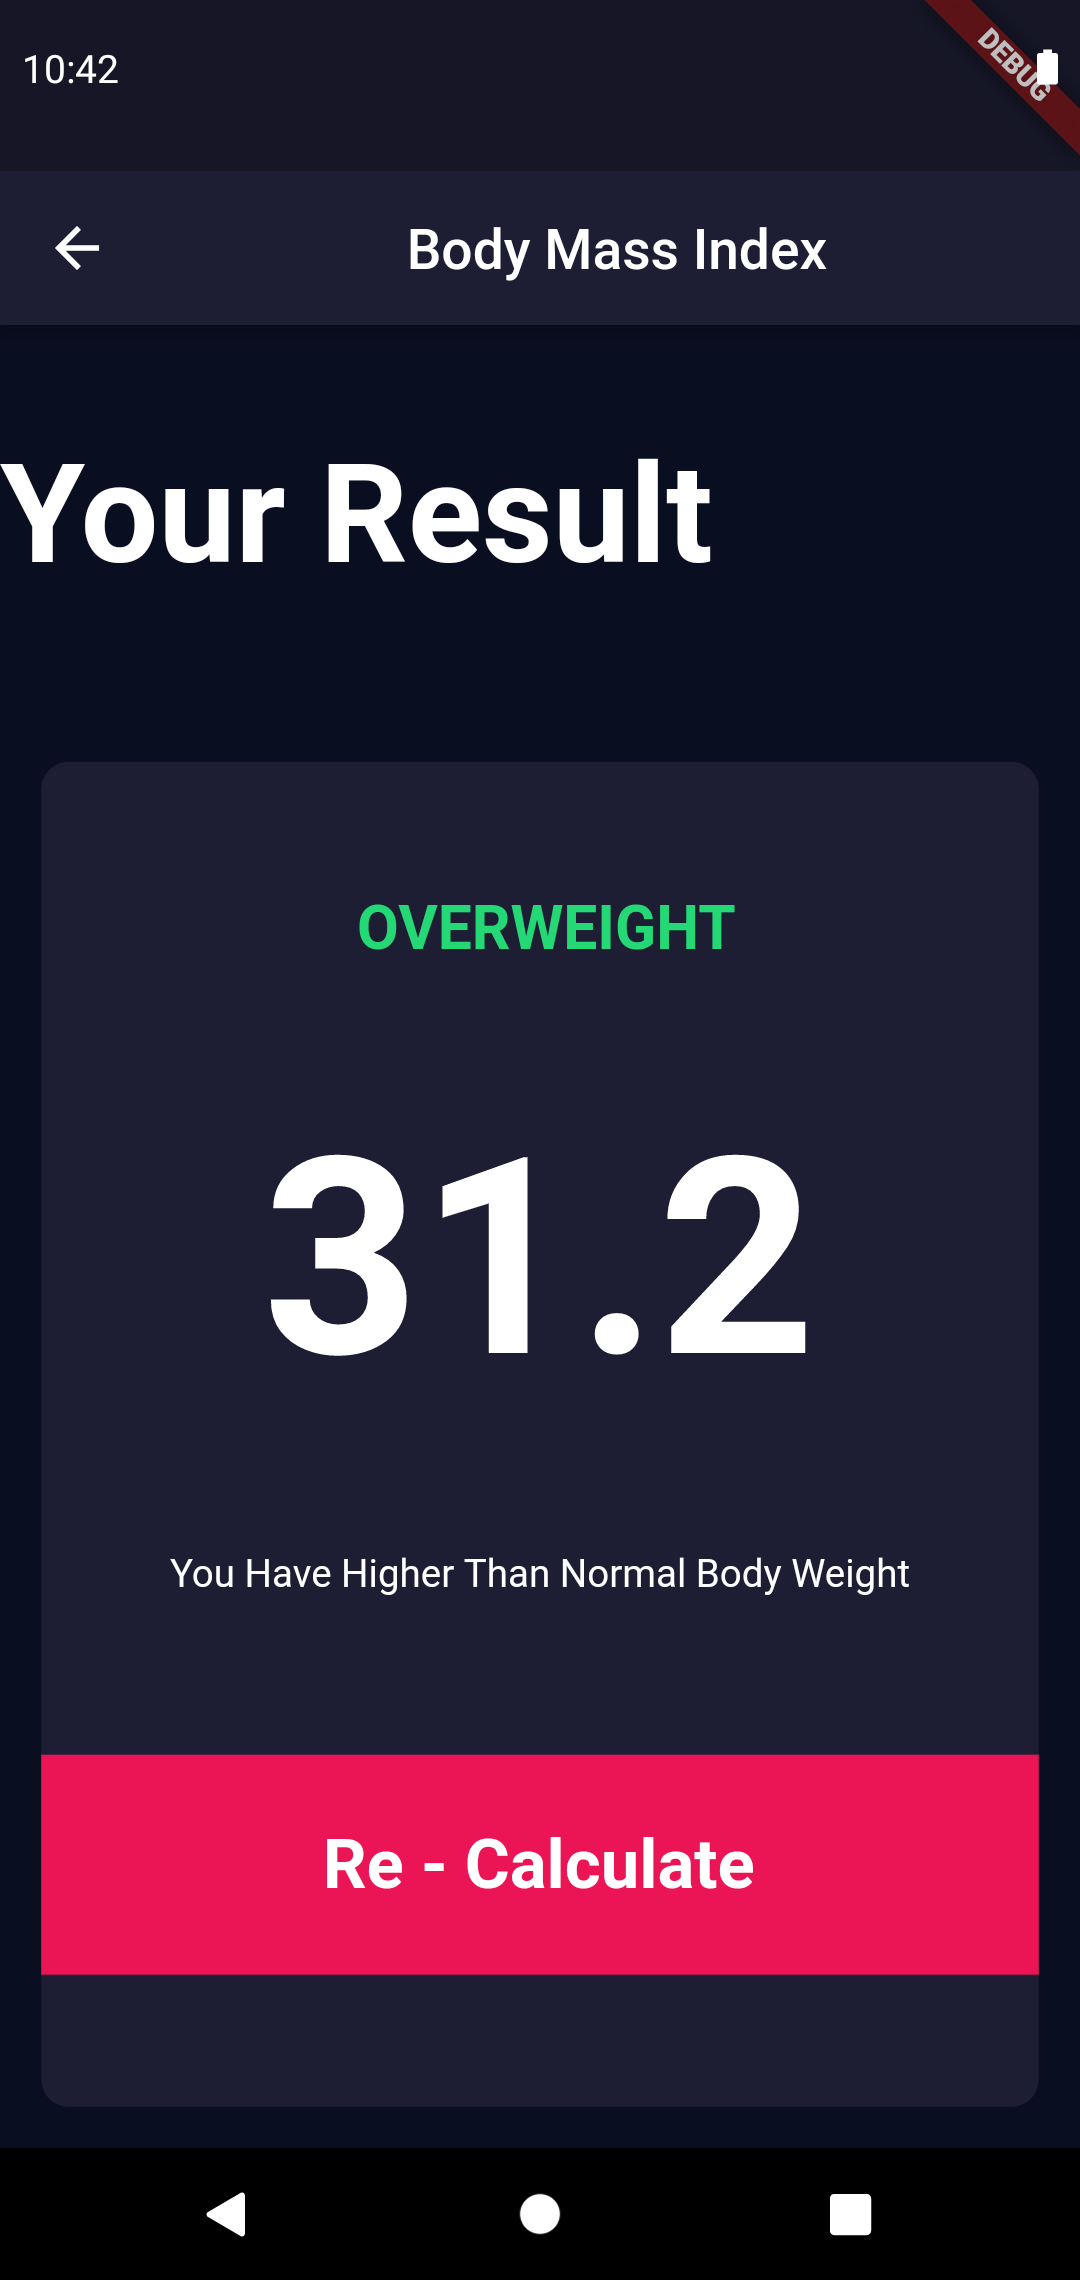 10:42
DEBUG
Body Mass Index
Your Result
OVERWEIGHT
31.2
You Have Higher Than Normal Body Weight
Re - Calculate